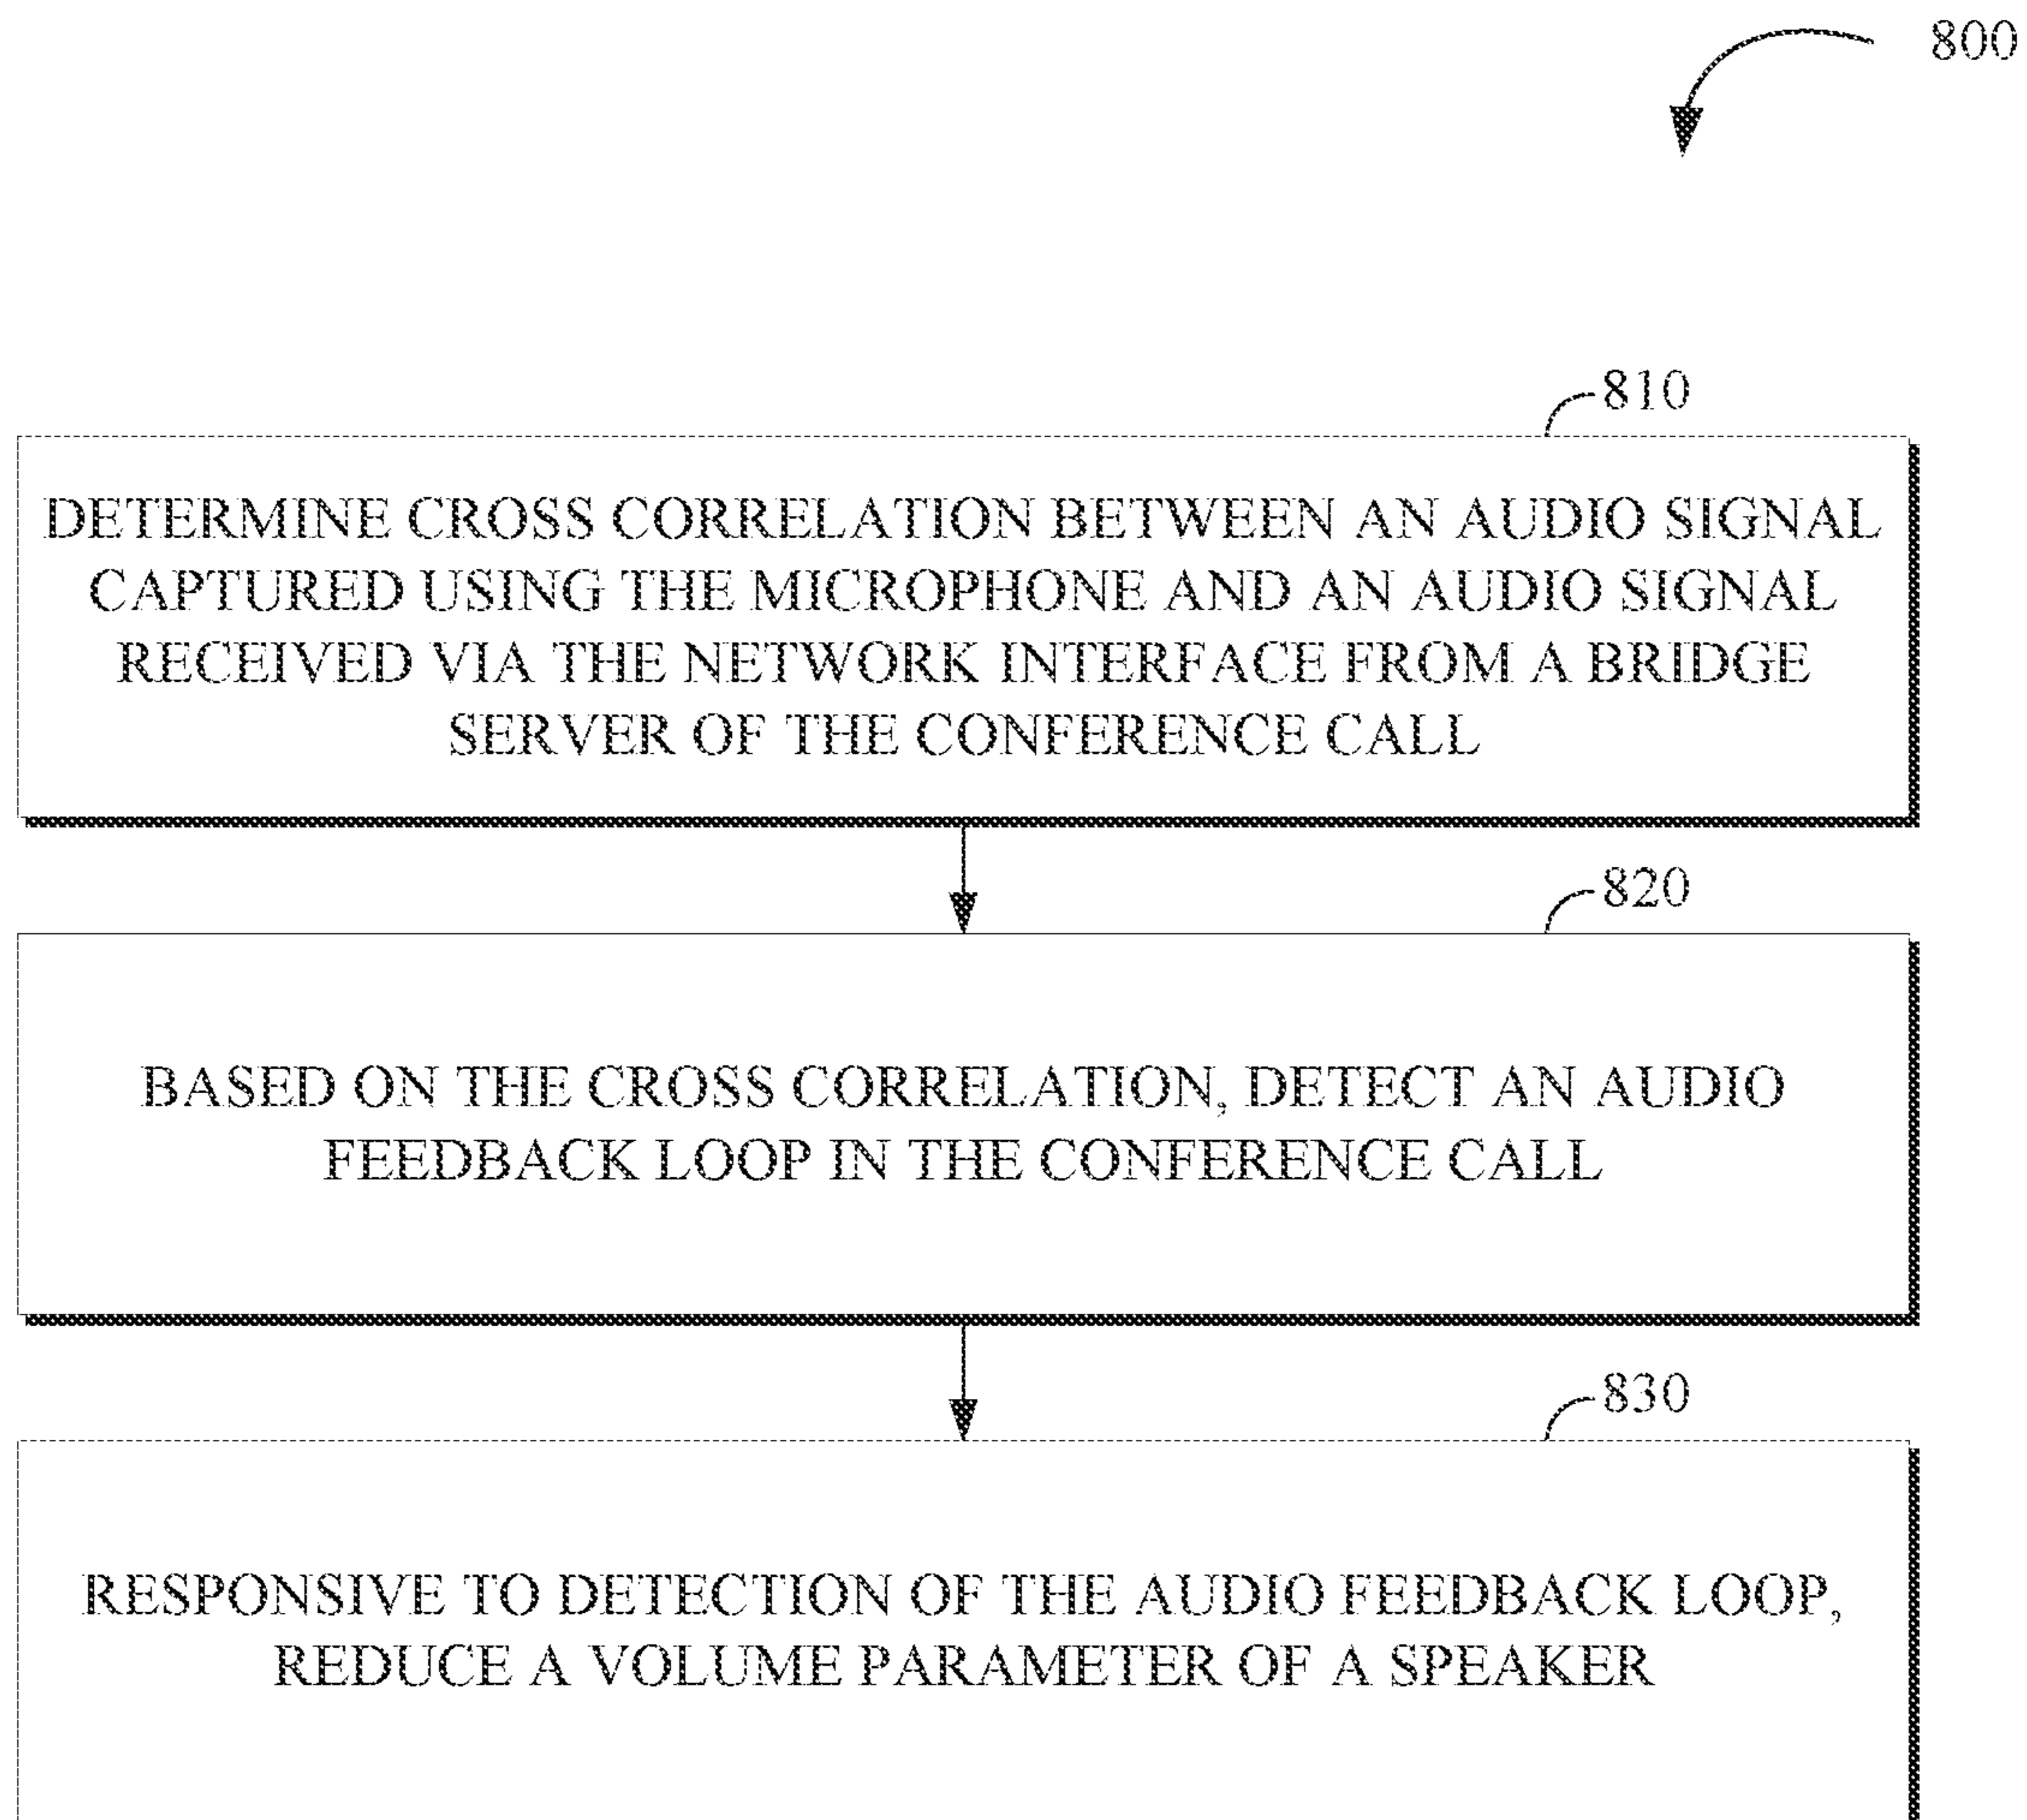 800
810
DETERMINE CROSS CORRELATION BETWEEN AN AUDIO SIGNAL
CAPTURED USING THE MICROPHONE AND AN AUDIO SIGNAL
RECEIVED VIA THE NETWORK INTERFACE FROM A BRIDGE
SERVER OF THE CONFERENCE CALL
820
BASED ON THE CROSS CORRELATION, DETECT AN AUDIO
FEEDBACK LOOP IN THE CONFERENCE CALL
830
RESPONSIVE TO DETECTION OF THE AUDIO FEEDBACK LOOP,
REDUCE A VOLUME PARAMETER OF A SPEAKER